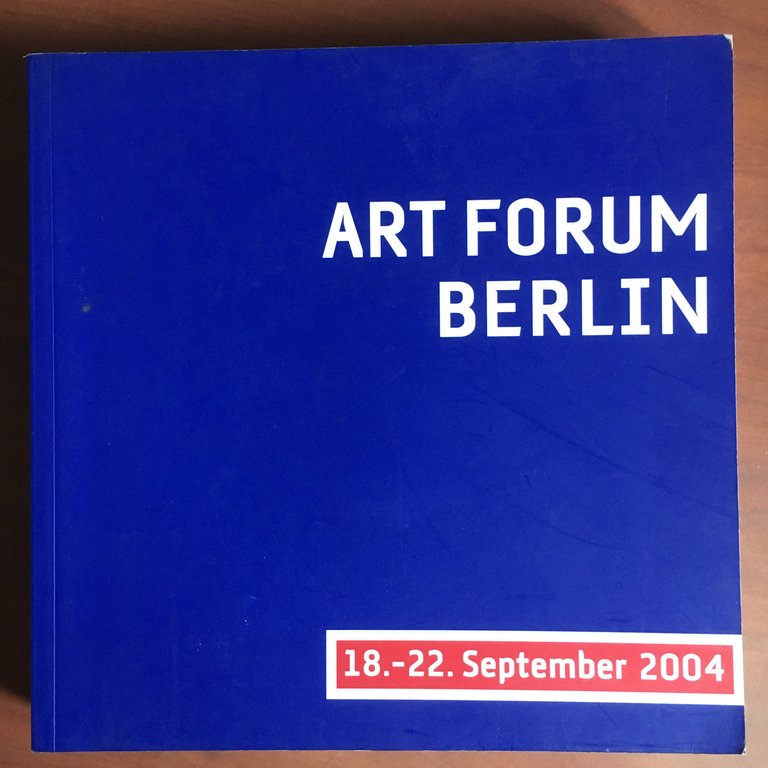 ART FORUM
BERLIN
18.-22. September 2004